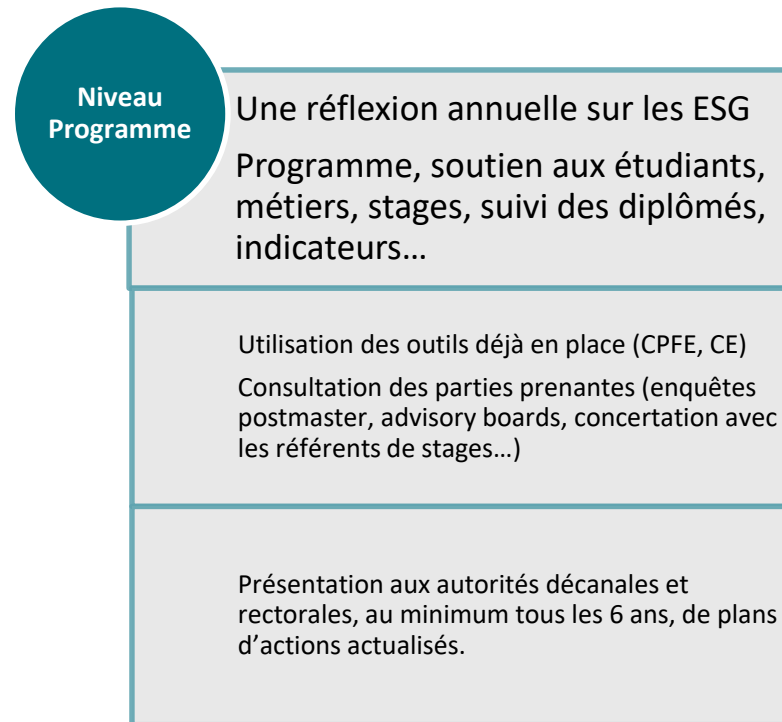 Niveau
Programme
Une réflexion annuelle sur les ESG
Programme, soutien aux étudiants,
métiers, stages, suivi des diplômés,
indicateurs…
Utilisation des outils déjà en place (CPFE, CE)
Consultation des parties prenantes (enquêtes
postmaster, advisory boards, concertation avec
les référents de stages…)
Présentation aux autorités décanales et
rectorales, au minimum tous les 6 ans, de plans
d’actions actualisés.